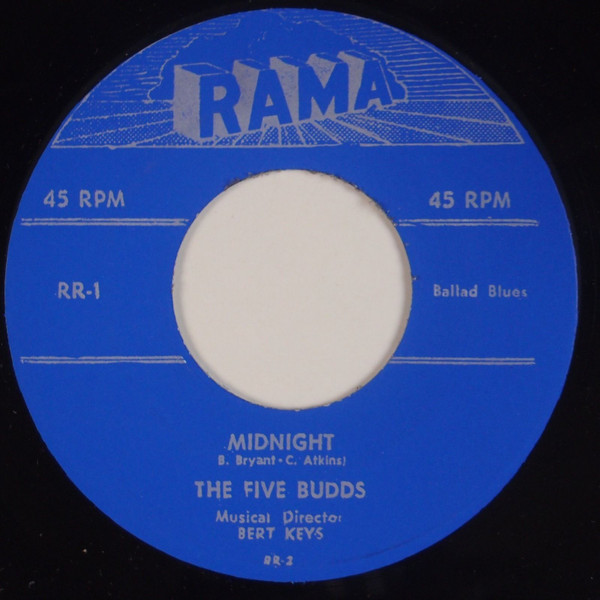 RAMA
45 RPM 45 RPM
RR-1 Ballad Blues
MIDNIGHT
B. Bryant - C. Atkins)
THE FIVE BUDDS
Musical Director
BERT KEYS
RR-2